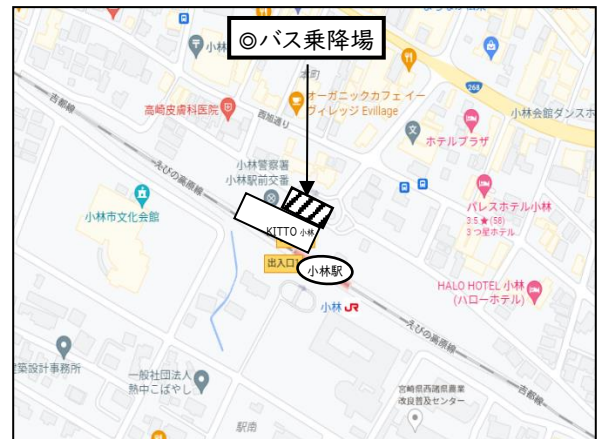 ◎バス乗降場
小林
本町
オーガニックカフェ イー
ヴィレッジ Evillage
高崎皮膚科医院
西旭通り
268
小林会館ダンスホ
ホテルプラザ
古都線
えびの高原線
小林警察署
小林駅前交番
小林市文化会館
KITTO 小林
パレスホテル小林
3.5 ★ (58)
3 つ星ホテル
出入口1
小林駅
小林 JR
HALO HOTEL 小林
(ハローホテル)
えびの高原線
古都線
築設計事務所
一般社団法人
熱中こばやし
宮崎県西諸県農業
改良普及センター
駅南